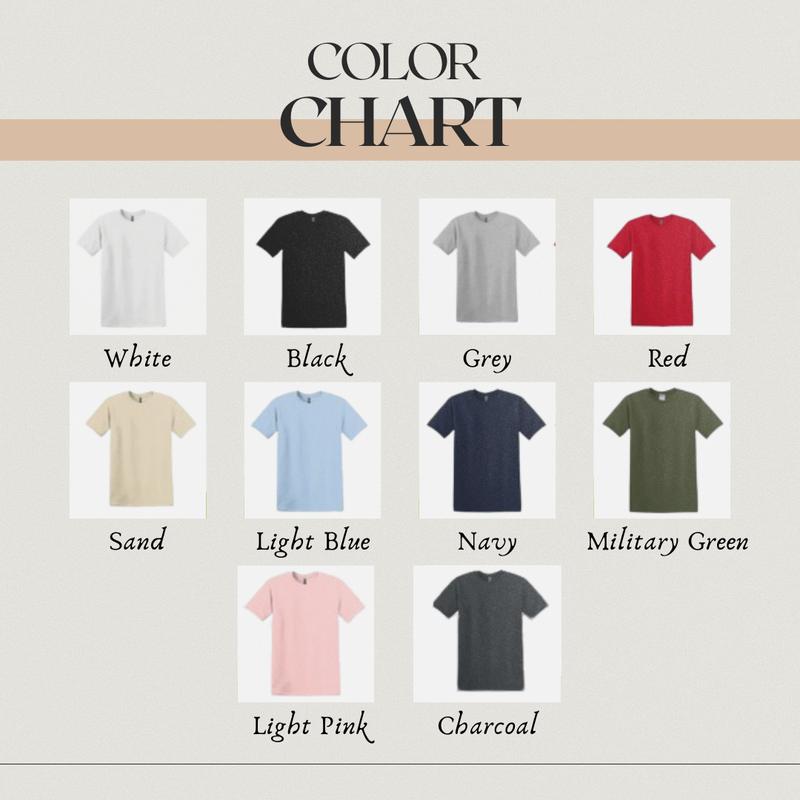 COLOR
CHART
White Black Grey Red
Sand Light Blue Navy Military Green
Light Pink Charcoal